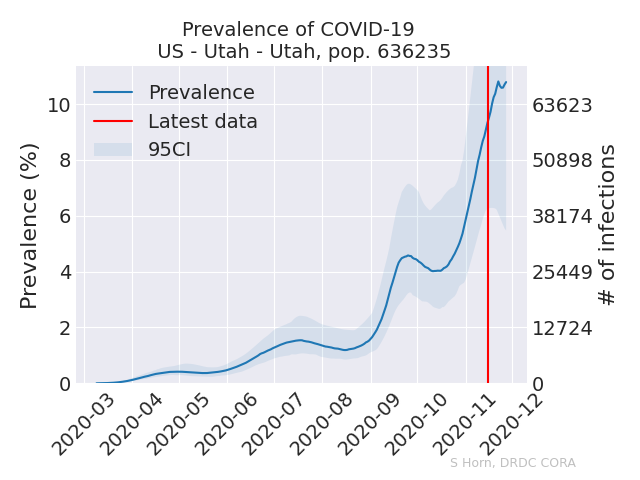 Prevalence of COVID-19
US - Utah - Utah, pop. 636235
Prevalence
Latest data
95CI
Prevalence (%)
10
8
6
4
2
0
63623
50898
38174
25449
12724
0
# of infections
2020-03
2020-04
2020-05
2020-06
2020-07
2020-08
2020-09
2020-10
2020-11
2020-12
S Horn, DRDC CORA